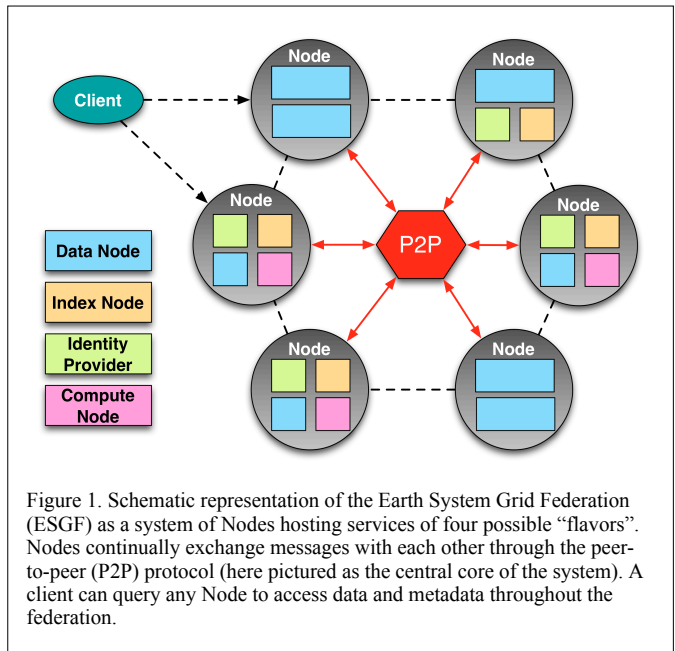 Node
Node
Client
Node
P2P
Node
Data Node
Index Node
Identity
Provider
Compute
Node
Node
Node
Figure 1. Schematic representation of the Earth System Grid Federation
(ESGF) as a system of Nodes hosting services of four possible “flavors”.
Nodes continually exchange messages with each other through the peer-
to-peer (P2P) protocol (here pictured as the central core of the system). A
client can query any Node to access data and metadata throughout the
federation.